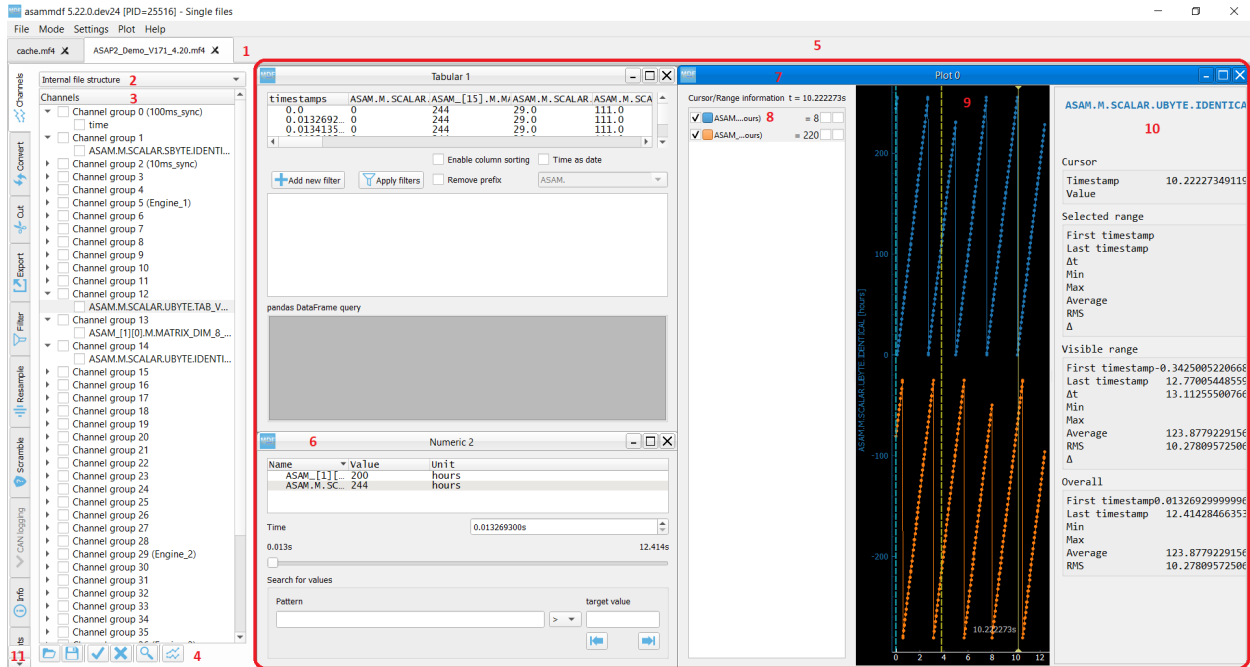 asammdf 5.22.0.dev24 [PID=25516] - Single files
File Mode Settings Plot Help
cache.mf4
ASAP2_Demo_V171_4.20.mf4
1
5
Channels
Convert
Cut
Export
Filter
Resample
Scramble
CAN logging
Info
11
Internal file structure
2
Channels
3
Channel group 0 (100ms_sync)
time
Channel group 1
ASAM.M.SCALAR.SBYTE.IDENTI...
Channel group 2 (10ms_sync)
Channel group 3
Channel group 4
Channel group 5 (Engine_1)
Channel group 6
Channel group 7
Channel group 8
Channel group 9
Channel group 10
Channel group 11
Channel group 12
ASAM.M.SCALAR.UBYTE.TAB_V...
Channel group 13
ASAM_[1][0].M.MATRIX_DIM_8_...
Channel group 14
ASAM.M.SCALAR.UBYTE.IDENTI...
Channel group 15
Channel group 16
Channel group 17
Channel group 18
Channel group 19
Channel group 20
Channel group 21
Channel group 22
Channel group 23
Channel group 24
Channel group 25
Channel group 26
Channel group 27
Channel group 28
Channel group 29 (Engine_2)
Channel group 30
Channel group 31
Channel group 32
Channel group 33
Channel group 34
Channel group 35
4
MDF
Tabular 1
timestamps ASAM.M.SCALAR. ASAM_[15].M.MA ASAM.M.SCALAR. ASAM.M.SCA
0.0 244 29.0 111.0
0.0132692... 244 29.0 111.0
0.0134135... 244 29.0 111.0
Enable column sorting
Time as date
Add new filter
Apply filters
Remove prefix
ASAM.
pandas DataFrame query
MDF
6
Numeric 2
Name Value Unit
ASAM_[1][... 200 hours
ASAM.M.SC... 244 hours
Time
0.013269300s
0.013s
12.414s
Search for values
Pattern
target value
>
MDF
7
Plot 0
Cursor/Range information t = 10.222273s
ASAM....ours) 8 = 8
ASAM_...ours) = 220
9
ASAM.M.SCALAR.UBYTE.IDENTICAL [hours]
200
100
0
-100
-200
10.222273s
0 2 4 6 8 10 12
ASAM.M.SCALAR.UBYTE.IDENTICA
10
Cursor
Timestamp 10.22227349119
Value
Selected range
First timestamp
Last timestamp
Δt
Min
Max
Average
RMS
Δ
Visible range
First timestamp-0.3425005220668
Last timestamp 12.77005448559
Δt 13.11255500766
Min
Max
Average 123.8779229156
RMS 10.27809572506
Δ
Overall
First timestamp0.01326929999996
Last timestamp 12.41428466353
Min
Max
Average 123.8779229156
RMS 10.27809572506